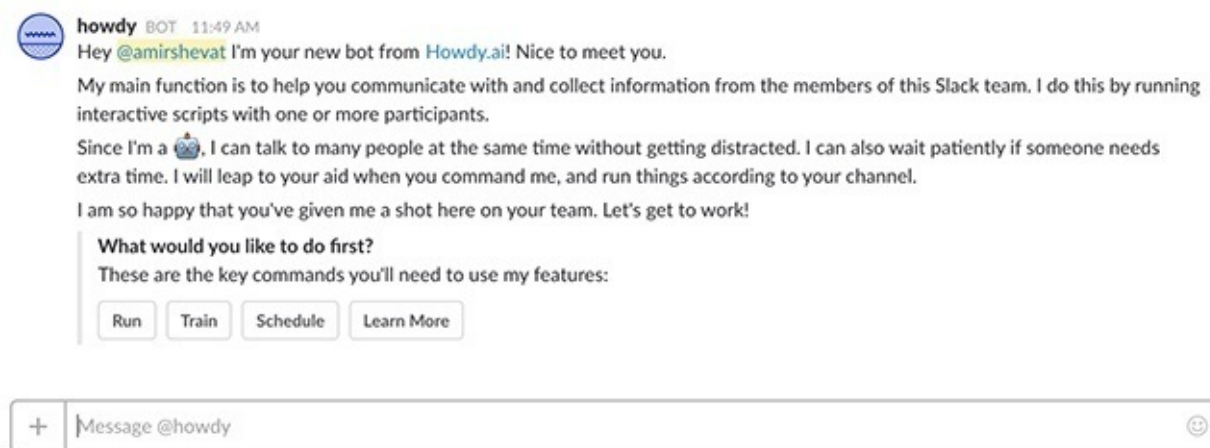 howdy BOT 11:49 AM
Hey @amirshevat I'm your new bot from Howdy.ai! Nice to meet you.
My main function is to help you communicate with and collect information from the members of this Slack team. I do this by running
interactive scripts with one or more participants.
Since I'm a 🤖, I can talk to many people at the same time without getting distracted. I can also wait patiently if someone needs
extra time. I will leap to your aid when you command me, and run things according to your channel.
I am so happy that you've given me a shot here on your team. Let's get to work!
What would you like to do first?
These are the key commands you'll need to use my features:
Run Train Schedule Learn More
Message @howdy